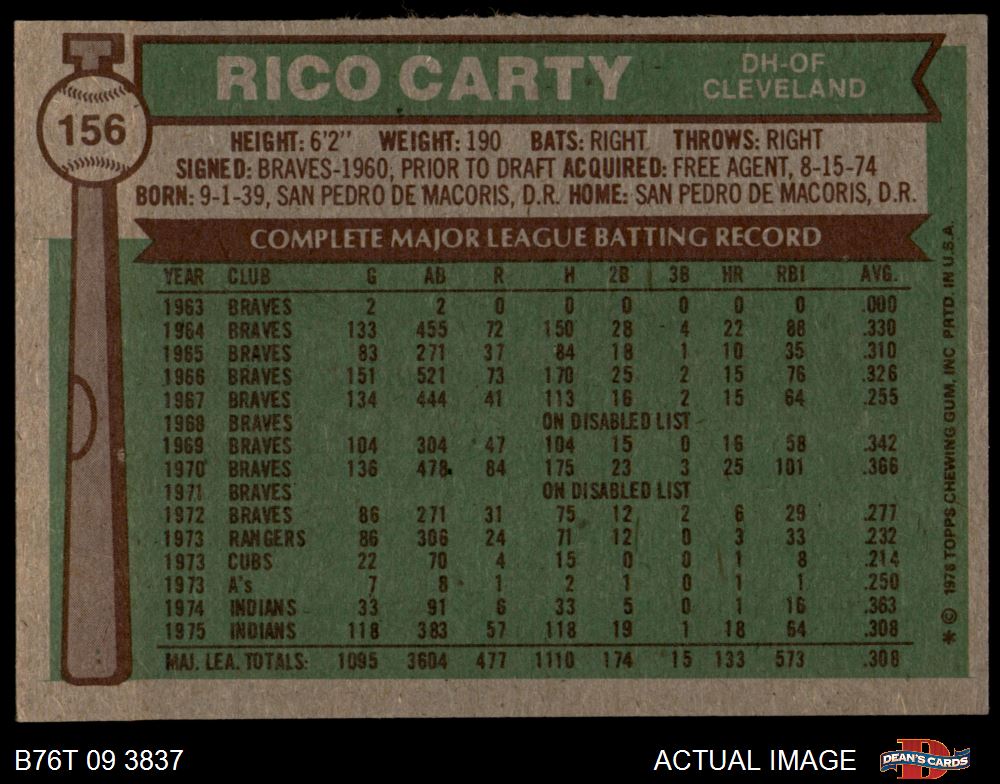 RICO CARTY
DH-OF
CLEVELAND
156
HEIGHT: 6'2" WEIGHT: 190 BATS: RIGHT THROWS: RIGHT
SIGNED: BRAVES-1960, PRIOR TO DRAFT ACQUIRED: FREE AGENT, 8-15-74
BORN: 9-1-39, SAN PEDRO DE MACORIS, D.R. HOME: SAN PEDRO DE MACORIS, D.R.
COMPLETE MAJOR LEAGUE BATTING RECORD
YEAR CLUB G AB R H 2B 3B HR RBI AVG.
1963 BRAVES 2 2 0 0 0 0 0 0 .000
1964 BRAVES 133 455 72 150 28 4 22 88 .330
1965 BRAVES 83 271 37 84 18 1 10 35 .310
1966 BRAVES 151 521 73 170 25 2 15 76 .326
1967 BRAVES 134 444 41 113 16 2 15 64 .255
1968 BRAVES ON DISABLED LIST
1969 BRAVES 104 304 47 104 15 0 16 58 .342
1970 BRAVES 136 478 84 175 23 3 25 101 .366
1971 BRAVES ON DISABLED LIST
1972 BRAVES 86 271 31 75 12 2 6 29 .277
1973 RANGERS 86 306 24 71 12 0 3 33 .232
1973 CUBS 22 70 4 15 0 0 1 8 .214
1973 A's 7 8 1 2 1 0 1 1 .250
1974 INDIANS 33 91 6 33 5 0 1 16 .363
1975 INDIANS 118 383 57 118 19 1 18 64 .308
MAJ. LEA. TOTALS: 1095 3604 477 1110 174 15 133 573 .308
* © 1976 TOPPS CHEWING GUM, INC PRTD. IN U.S.A.
B76T 09 3837
ACTUAL IMAGE
DEAN'S CARDS